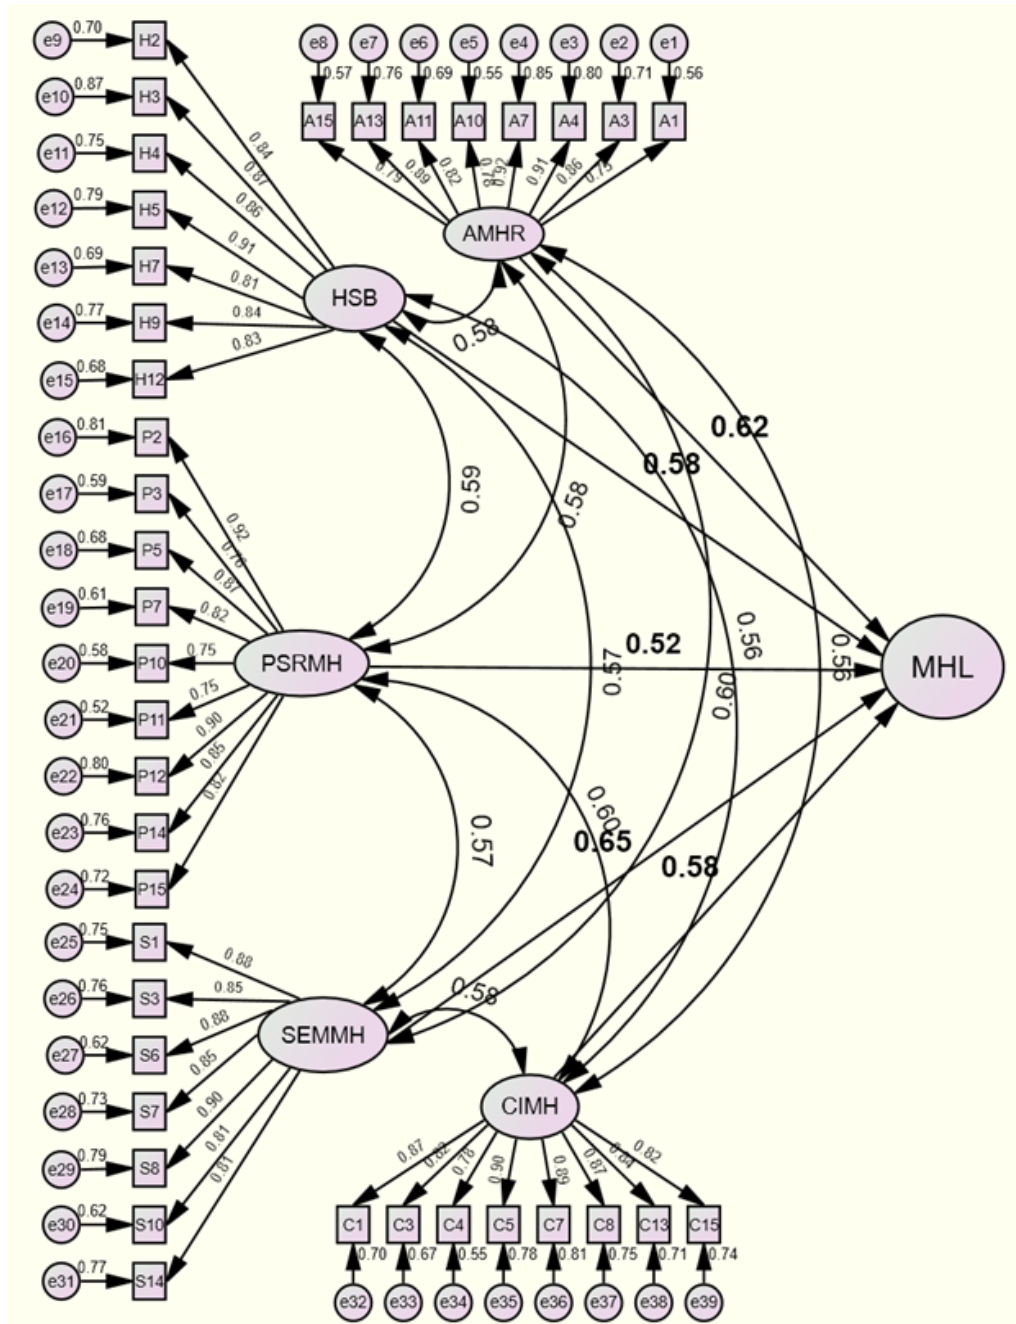 e9 0.70 H2
e10 0.87 H3
e11 0.75 H4
e12 0.79 H5
e13 0.69 H7
e14 0.77 H9
e15 0.68 H12
0.84
0.87
0.86
0.91
0.81
0.84
0.83
HSB
e8 e7 e6 e5 e4 e3 e2 e1
0.57 0.76 0.69 0.55 0.85 0.80 0.71 0.56
A15 A13 A11 A10 A7 A4 A3 A1
0.79 0.89 0.82 0.78 0.92 0.91 0.86 0.75
AMHR
0.58
0.62
0.58
0.59
0.58
e16 0.81 P2
e17 0.59 P3
e18 0.68 P5
e19 0.61 P7
e20 0.58 P10
e21 0.52 P11
e22 0.80 P12
e23 0.76 P14
e24 0.72 P15
0.92
0.76
0.87
0.82
0.75
0.75
0.90
0.85
0.82
PSRMH
0.52
0.57
0.56
0.56
0.60
MHL
0.57
0.60
0.65
0.58
e25 0.75 S1
e26 0.76 S3
e27 0.62 S6
e28 0.73 S7
e29 0.79 S8
e30 0.62 S10
e31 0.77 S14
0.88
0.85
0.88
0.85
0.90
0.81
0.81
SEMMH
0.58
CIMH
0.87 0.82 0.78 0.90 0.89 0.87 0.84 0.82
C1 C3 C4 C5 C7 C8 C13 C15
0.70 0.67 0.55 0.78 0.81 0.75 0.71 0.74
e32 e33 e34 e35 e36 e37 e38 e39